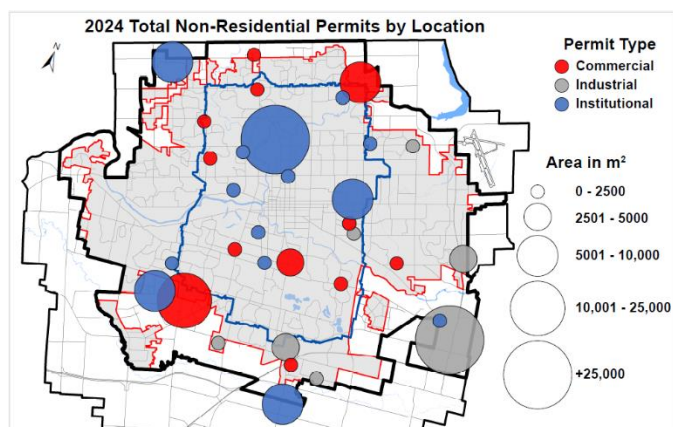 2024 Total Non-Residential Permits by Location
Permit Type
Commercial
Industrial
Institutional
Area in m²
0 - 2500
2501 - 5000
5001 - 10,000
10,001 - 25,000
+25,000